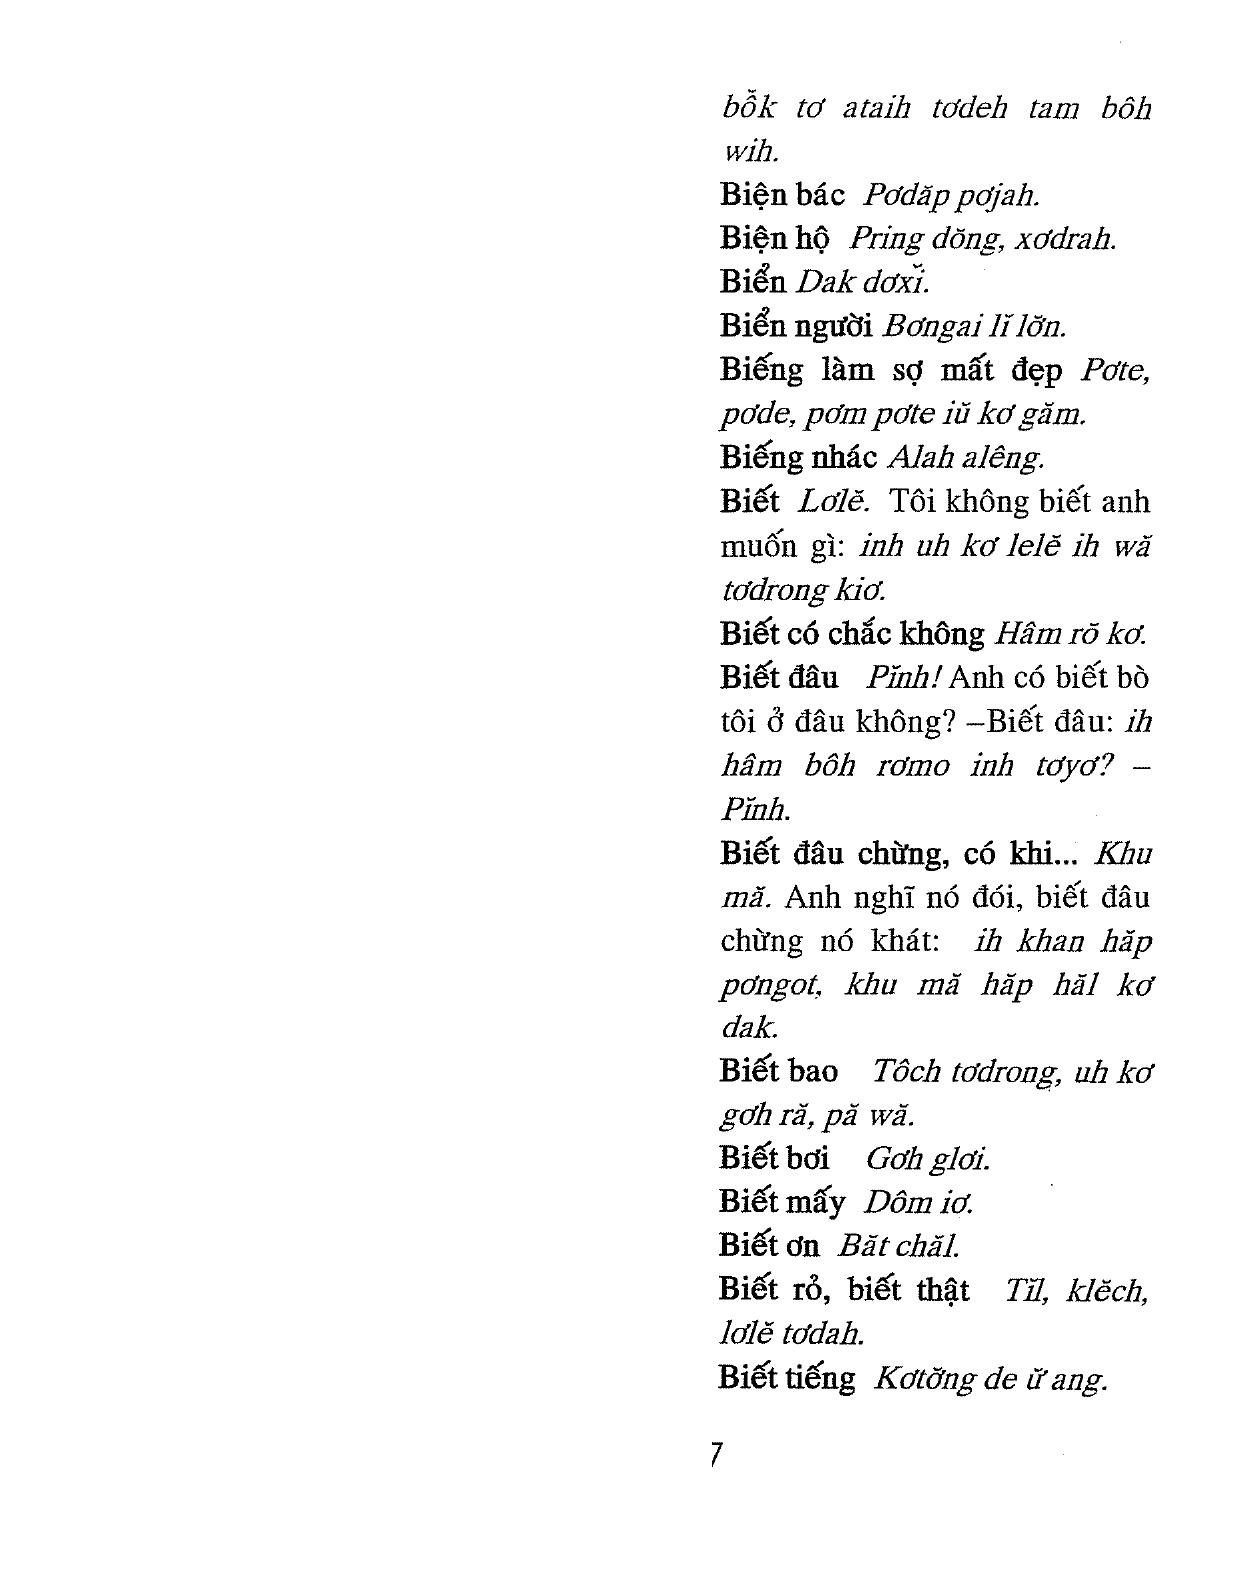 bô̆k tơ ataih tơdeh tam bôh
wih.
Biện bác Pơdăp pơjah.
Biện hộ Pring dŏng, xơdrah.
Biển Dak dơxĭ.
Biển người Bơngai lĭ lơ̆n.
Biếng làm sợ mất đẹp Pơte,
pơde, pơm pơte iŭ kơ găm.
Biếng nhác Alah alêng.
Biết Lơlĕ. Tôi không biết anh
muốn gì: inh uh kơ lelĕ ih wă
tơdrong kiơ.
Biết có chắc không Hâm rŏ kơ.
Biết đâu Pĭnh! Anh có biết bò
tôi ở đâu không? –Biết đâu: ih
hâm bôh rơmo inh tơyơ? –
Pĭnh.
Biết đâu chừng, có khi... Khu
mă. Anh nghĩ nó đói, biết đâu
chừng nó khát: ih khan hăp
pơngot, khu mă hăp hăl kơ
dak.
Biết bao Tôch tơdrong, uh kơ
gơh ră, pă wă.
Biết bơi Gơh glơi.
Biết mấy Dôm iơ.
Biết ơn Băt chăl.
Biết rỏ, biết thật Tĭl, klĕch,
lơlĕ tơdah.
Biết tiếng Kơtơ̆ng de ư̆ ang.
7